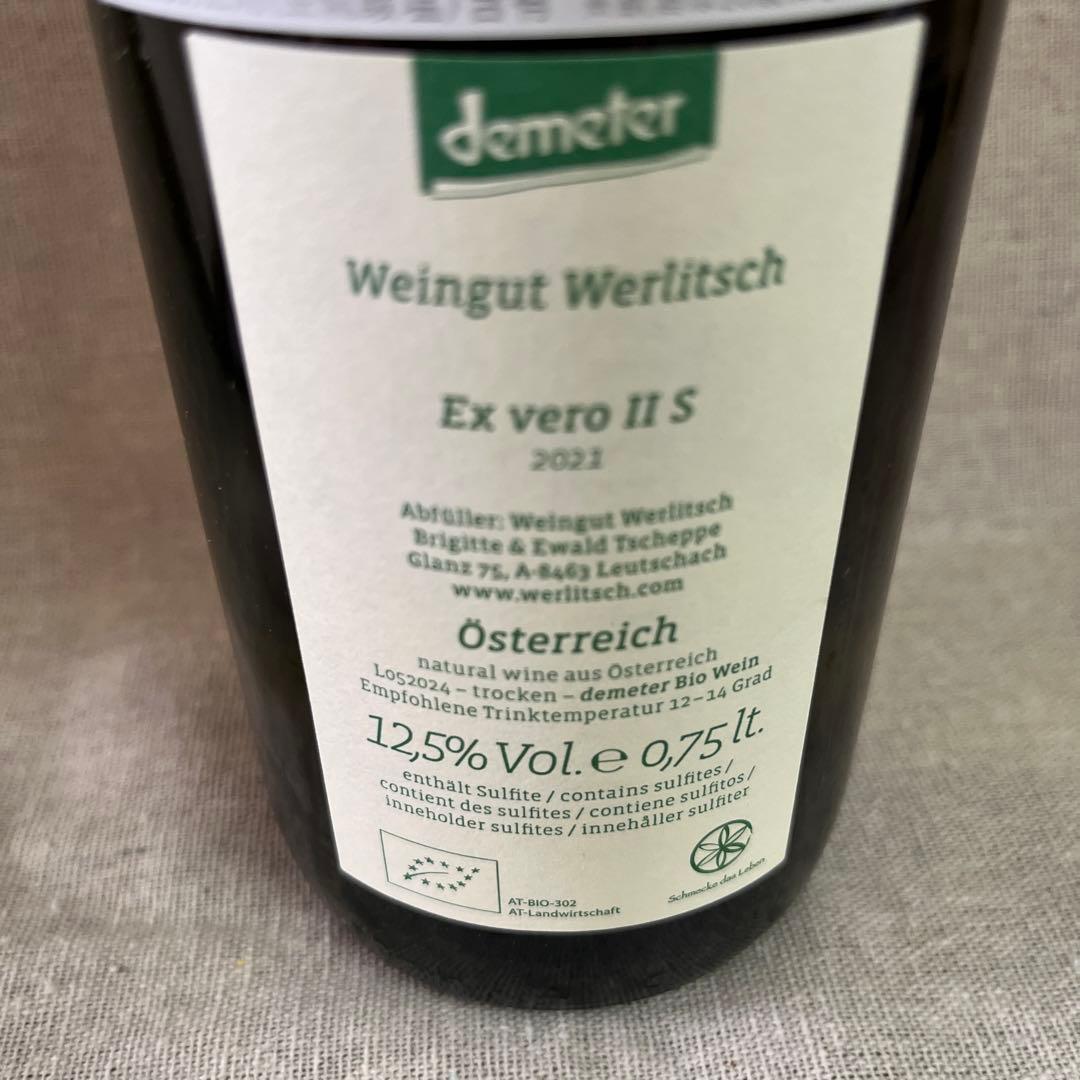 demeter
Weingut Werlitsch
Ex vero II S
2021
Abfüller: Weingut Werlitsch
Brigitte & Ewald Tscheppe
Glanz 75, A-8463 Leutschach
www.werlitsch.com
Österreich
natural wine aus Österreich
L052024 – trocken – demeter Bio Wein
Empfohlene Trinktemperatur 12–14 Grad
12,5% Vol. ℮ 0,75 lt.
enthält Sulfite / contains sulfites /
contient des sulfites / contiene sulfitos /
inneholder sulfites / innehåller sulfiter
AT-BIO-302
AT-Landwirtschaft
Schmecke das Leben